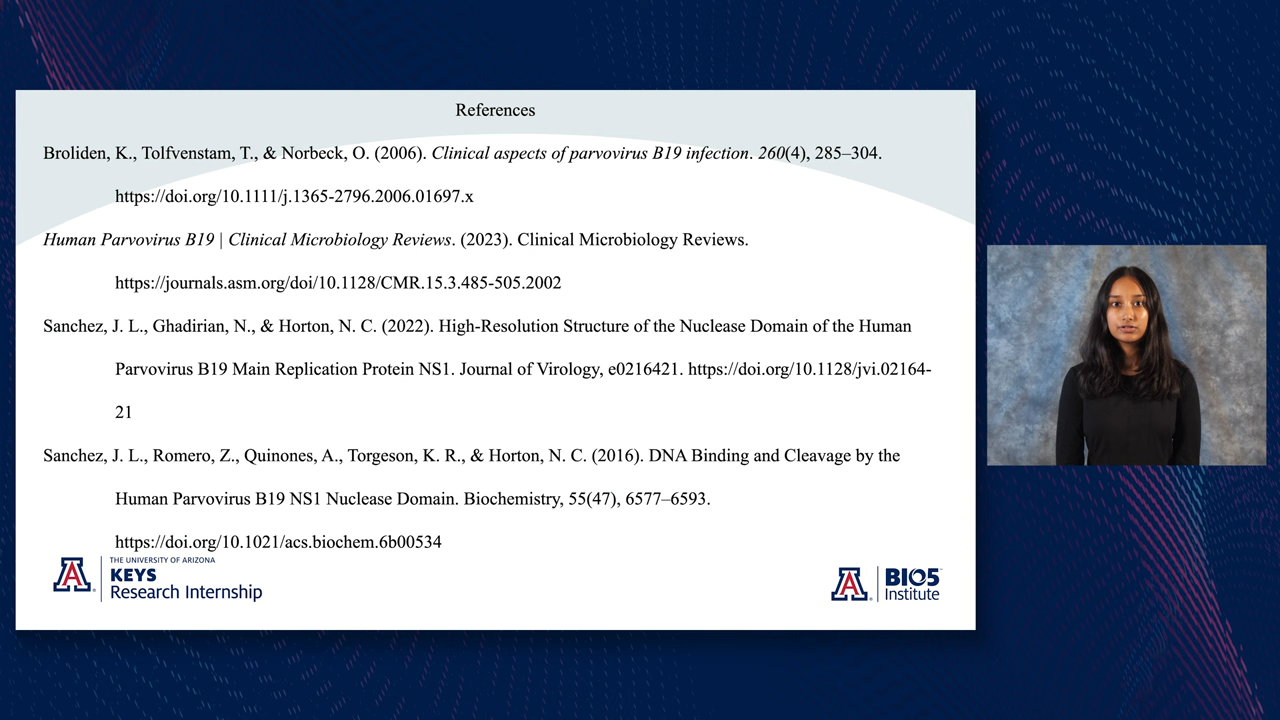 References
Broliden, K., Tolfvenstam, T., & Norbeck, O. (2006). Clinical aspects of parvovirus B19 infection. 260(4), 285–304.
https://doi.org/10.1111/j.1365-2796.2006.01697.x
Human Parvovirus B19 | Clinical Microbiology Reviews. (2023). Clinical Microbiology Reviews.
https://journals.asm.org/doi/10.1128/CMR.15.3.485-505.2002
Sanchez, J. L., Ghadirian, N., & Horton, N. C. (2022). High-Resolution Structure of the Nuclease Domain of the Human
Parvovirus B19 Main Replication Protein NS1. Journal of Virology, e0216421. https://doi.org/10.1128/jvi.02164-
21
Sanchez, J. L., Romero, Z., Quinones, A., Torgeson, K. R., & Horton, N. C. (2016). DNA Binding and Cleavage by the
Human Parvovirus B19 NS1 Nuclease Domain. Biochemistry, 55(47), 6577–6593.
https://doi.org/10.1021/acs.biochem.6b00534
THE UNIVERSITY OF ARIZONA
KEYS
Research Internship
A
BIO5
Institute